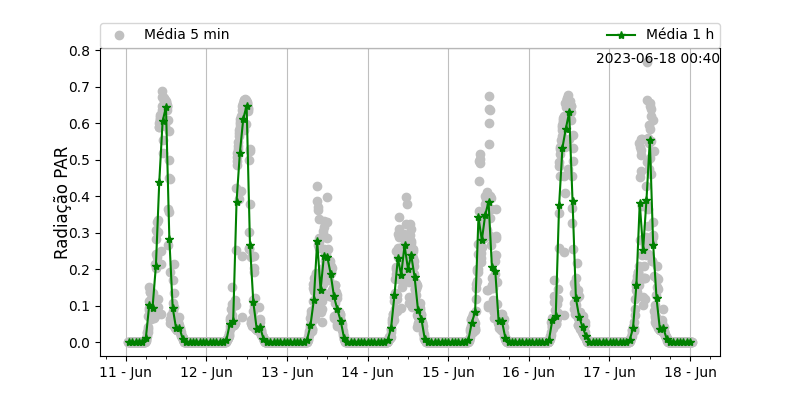 Média 5 min
Média 1 h
2023-06-18 00:40
Radiação PAR
0.8
0.7
0.6
0.5
0.4
0.3
0.2
0.1
0.0
11 - Jun
12 - Jun
13 - Jun
14 - Jun
15 - Jun
16 - Jun
17 - Jun
18 - Jun